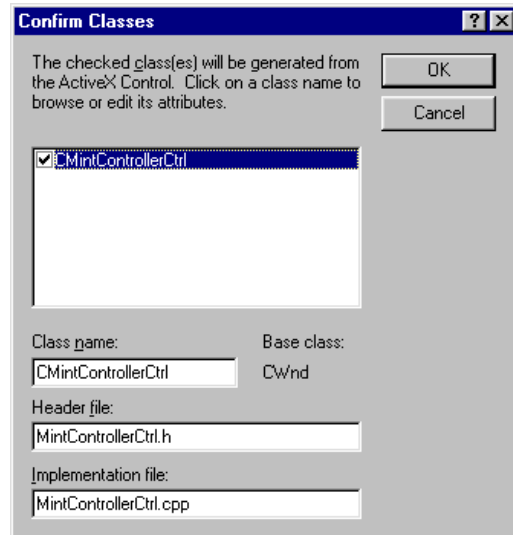 Confirm Classes
The checked class(es) will be generated from
the ActiveX Control. Click on a class name to
browse or edit its attributes.
OK
Cancel
CMintControllerCtrl
Class name:
Base class:
CMintControllerCtrl
CWnd
Header file:
MintControllerCtrl.h
Implementation file:
MintControllerCtrl.cpp